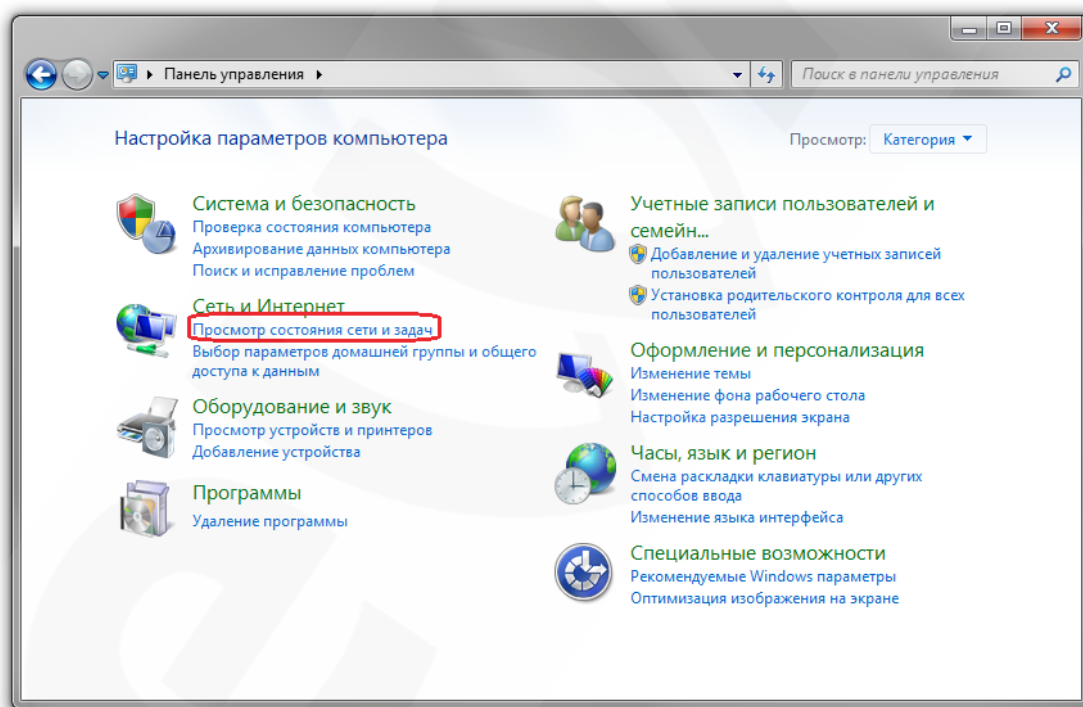 Панель управления
Поиск в панели управления
Настройка параметров компьютера
Просмотр: Категория
Система и безопасность
Проверка состояния компьютера
Архивирование данных компьютера
Поиск и исправление проблем
Сеть и Интернет
Просмотр состояния сети и задач
Выбор параметров домашней группы и общего
доступа к данным
Оборудование и звук
Просмотр устройств и принтеров
Добавление устройства
Программы
Удаление программы
Учетные записи пользователей и
семейн...
Добавление и удаление учетных записей
пользователей
Установка родительского контроля для всех
пользователей
Оформление и персонализация
Изменение темы
Изменение фона рабочего стола
Настройка разрешения экрана
Часы, язык и регион
Смена раскладки клавиатуры или других
способов ввода
Изменение языка интерфейса
Специальные возможности
Рекомендуемые Windows параметры
Оптимизация изображения на экране